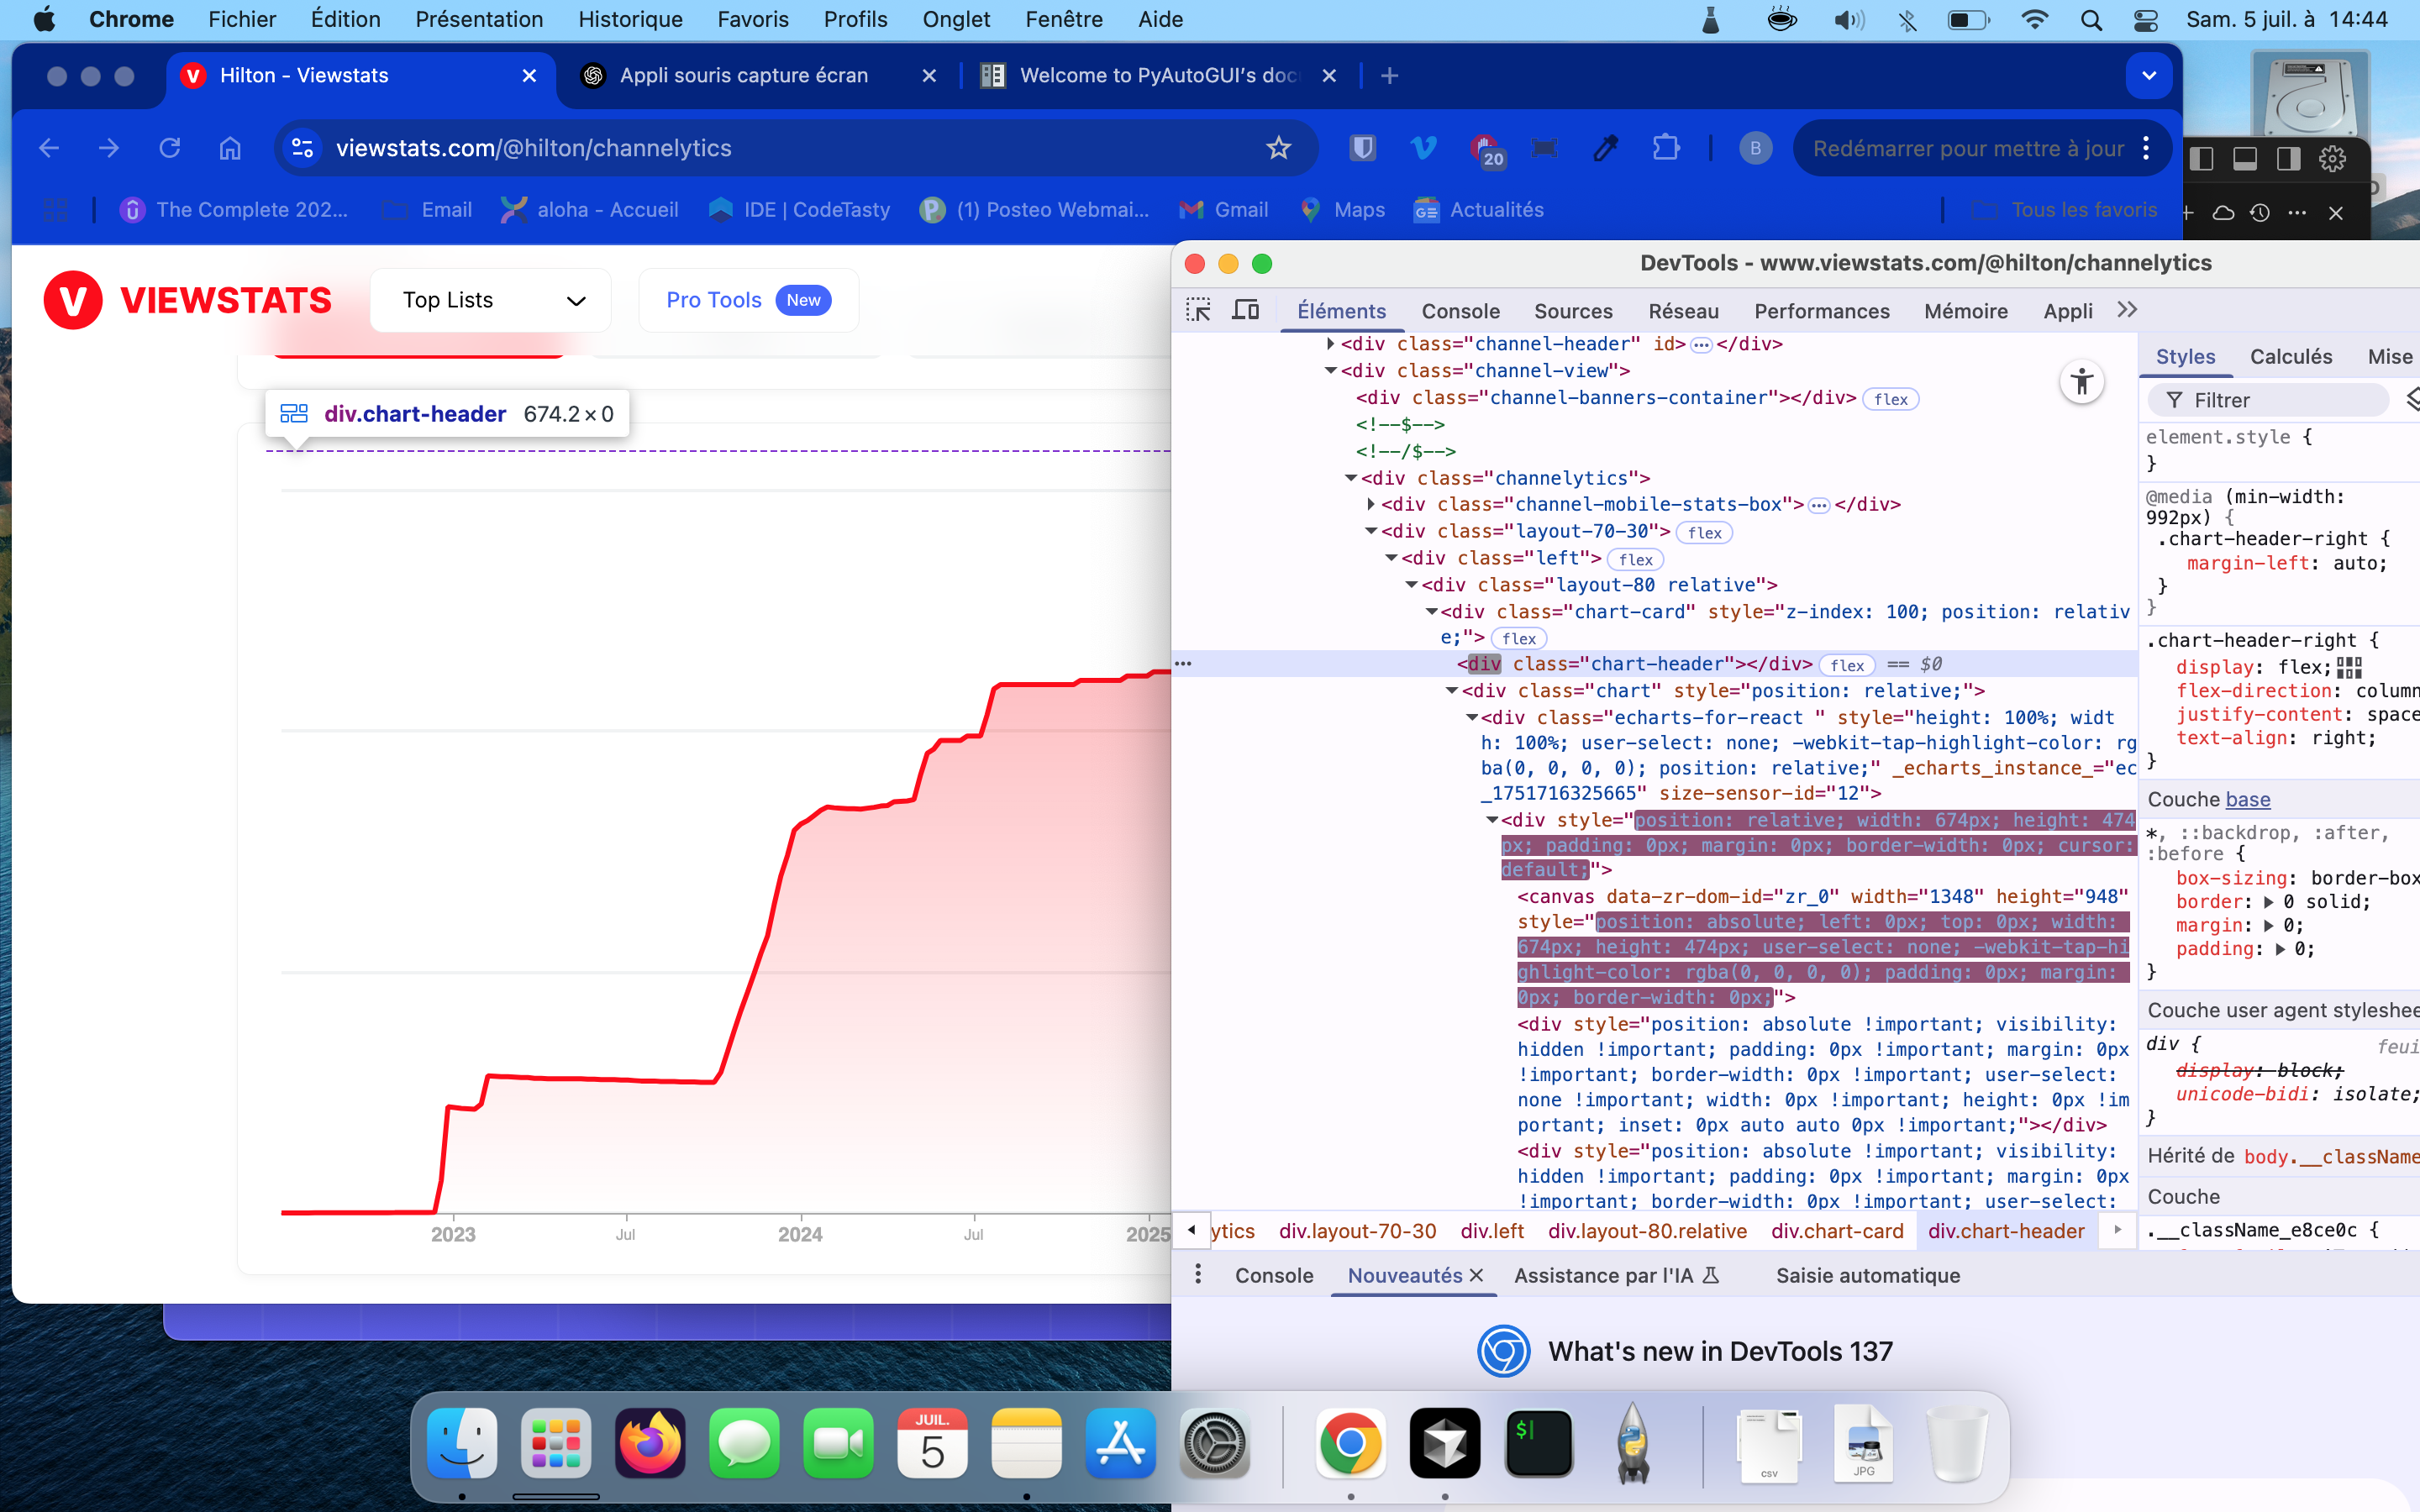 Chrome Fichier Édition Présentation Historique Favoris Profils Onglet Fenêtre Aide Sam. 5 juil. à 14:44
Hilton - Viewstats
Appli souris capture écran
Welcome to PyAutoGUI's doc
viewstats.com/@hilton/channelytics
20
B
Redémarrer pour mettre à jour
The Complete 202...
Email
aloha - Accueil
IDE | CodeTasty
(1) Posteo Webmai...
Gmail
Maps
Actualités
Tous les favoris
VIEWSTATS
Top Lists
Pro Tools New
div.chart-header 674.2×0
2023
Jul
2024
Jul
2025
DevTools - www.viewstats.com/@hilton/channelytics
Éléments Console Sources Réseau Performances Mémoire Appli
<div class="channel-header" id>…</div>
<div class="channel-view">
<div class="channel-banners-container"></div> flex
<!--$-->
<!--/$-->
<div class="channelytics">
<div class="channel-mobile-stats-box">…</div>
<div class="layout-70-30"> flex
<div class="left"> flex
<div class="layout-80 relative">
<div class="chart-card" style="z-index: 100; position: relativ
e;"> flex
<div class="chart-header"></div> flex == $0
<div class="chart" style="position: relative;">
<div class="echarts-for-react " style="height: 100%; widt
h: 100%; user-select: none; -webkit-tap-highlight-color: rg
ba(0, 0, 0, 0); position: relative;" _echarts_instance_="ec
_1751716325665" size-sensor-id="12">
<div style="position: relative; width: 674px; height: 474
px; padding: 0px; margin: 0px; border-width: 0px; cursor:
default;">
<canvas data-zr-dom-id="zr_0" width="1348" height="948"
style="position: absolute; left: 0px; top: 0px; width:
674px; height: 474px; user-select: none; -webkit-tap-hi
ghlight-color: rgba(0, 0, 0, 0); padding: 0px; margin:
0px; border-width: 0px;">
<div style="position: absolute !important; visibility:
hidden !important; padding: 0px !important; margin: 0px
!important; border-width: 0px !important; user-select:
none !important; width: 0px !important; height: 0px !im
portant; inset: 0px auto auto 0px !important;"></div>
<div style="position: absolute !important; visibility:
hidden !important; padding: 0px !important; margin: 0px
!important; border-width: 0px !important; user-select:
ytics div.layout-70-30 div.left div.layout-80.relative div.chart-card div.chart-header
Styles Calculés Mise
Filtrer
element.style {
}
@media (min-width:
992px) {
.chart-header-right {
margin-left: auto;
}
}
.chart-header-right {
display: flex;
flex-direction: column
justify-content: space
text-align: right;
}
Couche base
*, ::backdrop, :after,
:before {
box-sizing: border-box
border: 0 solid;
margin: 0;
padding: 0;
}
Couche user agent styleshee
div { feui
display: block;
unicode-bidi: isolate;
}
Hérité de body.__className
Couche
.__className_e8ce0c {
Console Nouveautés Assistance par l'IA Saisie automatique
What's new in DevTools 137
JUIL.
5
$
csv
JPG